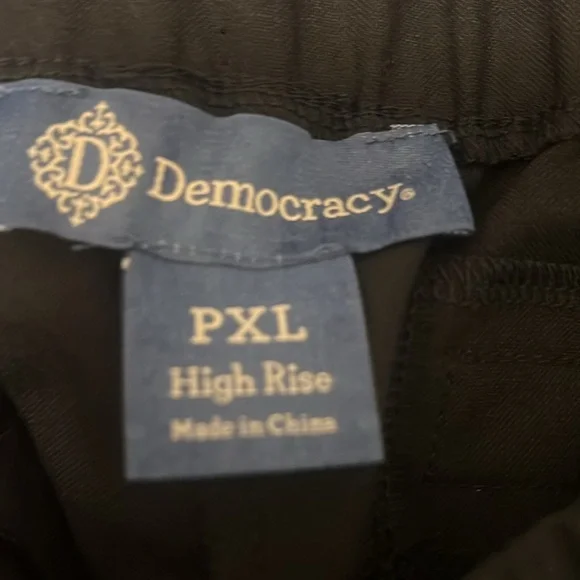 D Democracy®
PXL
High Rise
Made in China